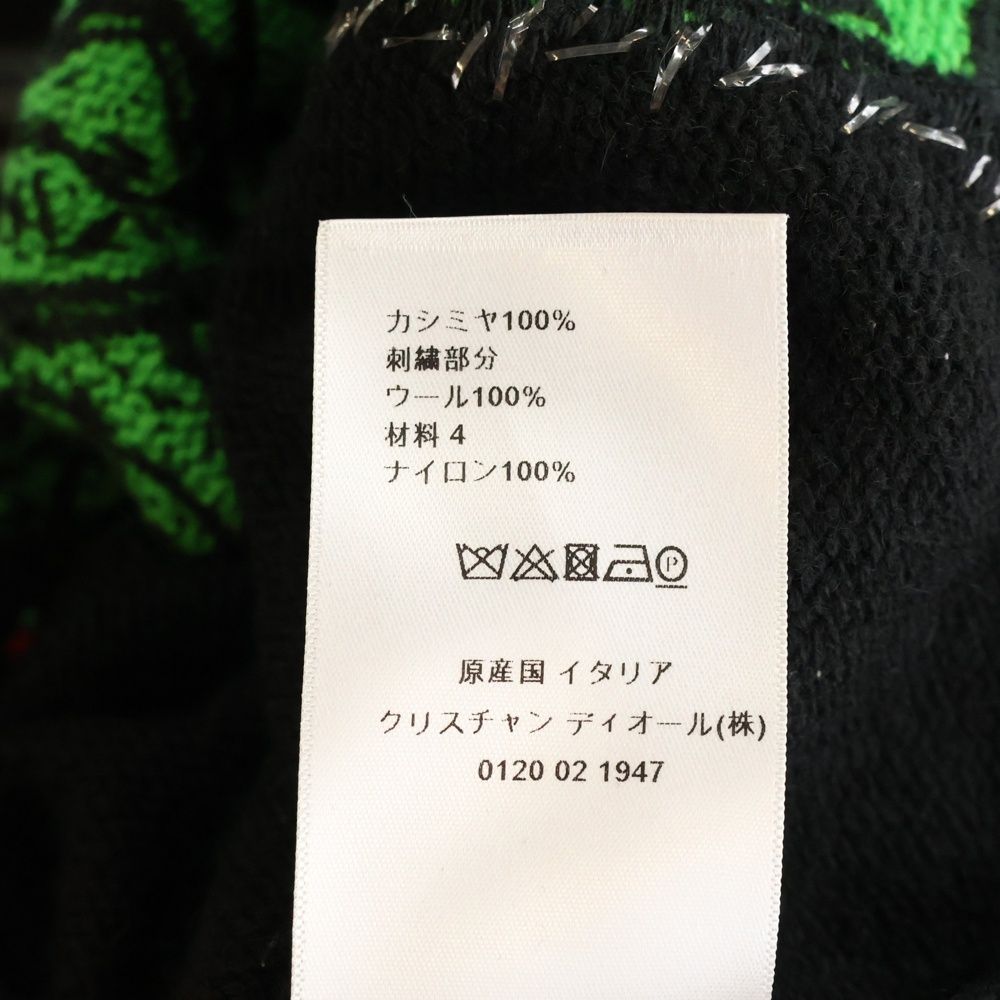 カシミヤ100%
刺繍部分
ウール100%
材料 4
ナイロン100%
P
原産国 イタリア
クリスチャン ディオール(株)
0120 02 1947